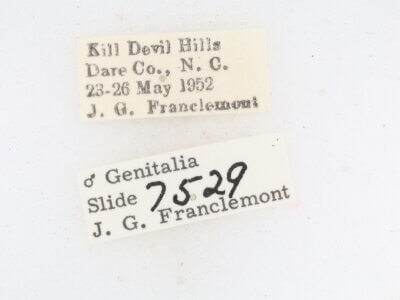 Kill Devil Hills
Dare Co., N. C.
23-26 May 1952
J. G. Franclemont
♂ Genitalia
Slide 7529
J. G. Franclemont